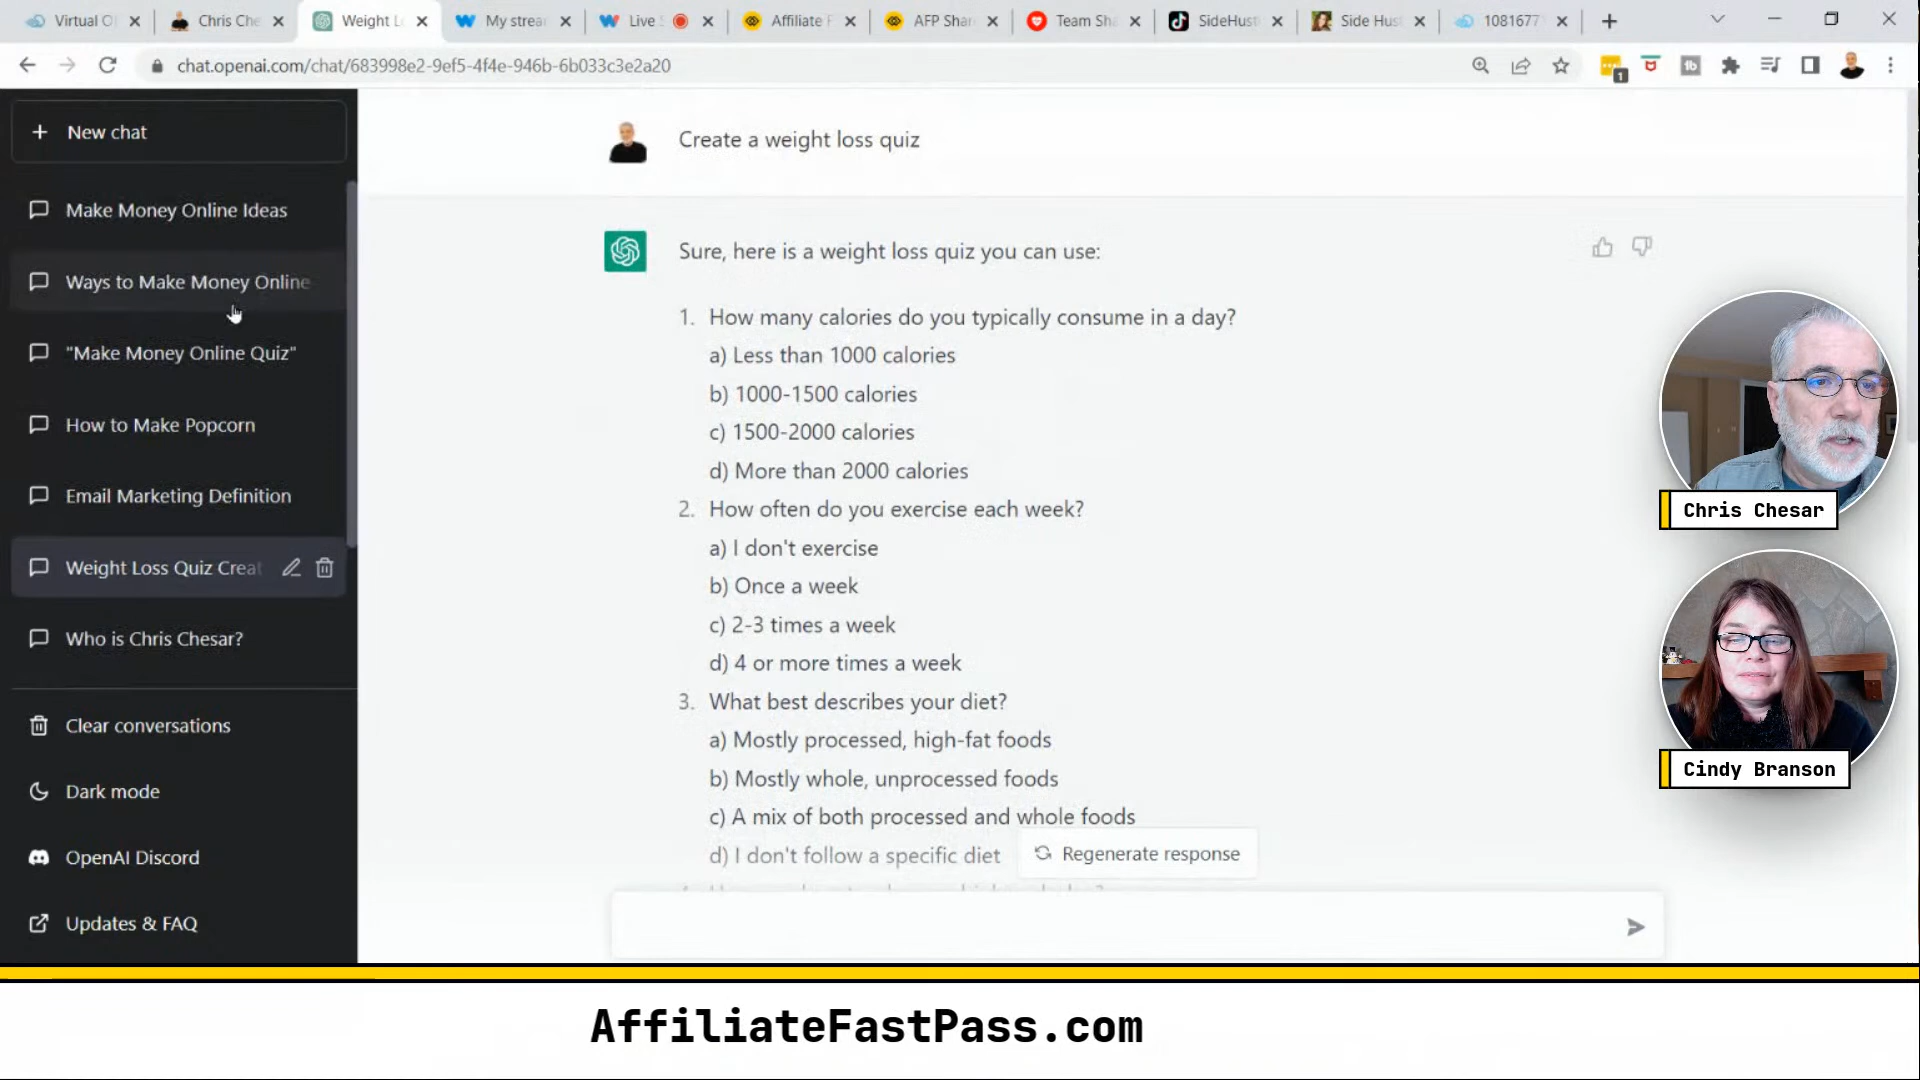 Virtual O
Chris Che
Weight L
My strea
Live S
Affiliate F
AFP Shar
Team Sha
SideHust
Side Hus
1081677
chat.openai.com/chat/683998e2-9ef5-4f4e-946b-6b033c3e2a20
1
New chat
Make Money Online Ideas
Ways to Make Money Online
"Make Money Online Quiz"
How to Make Popcorn
Email Marketing Definition
Weight Loss Quiz Creat
Who is Chris Chesar?
Clear conversations
Dark mode
OpenAI Discord
Updates & FAQ
Create a weight loss quiz
Sure, here is a weight loss quiz you can use:
1. How many calories do you typically consume in a day?
a) Less than 1000 calories
b) 1000-1500 calories
c) 1500-2000 calories
d) More than 2000 calories
2. How often do you exercise each week?
a) I don't exercise
b) Once a week
c) 2-3 times a week
d) 4 or more times a week
3. What best describes your diet?
a) Mostly processed, high-fat foods
b) Mostly whole, unprocessed foods
c) A mix of both processed and whole foods
d) I don't follow a specific diet
Regenerate response
Chris Chesar
Cindy Branson
AffiliateFastPass.com